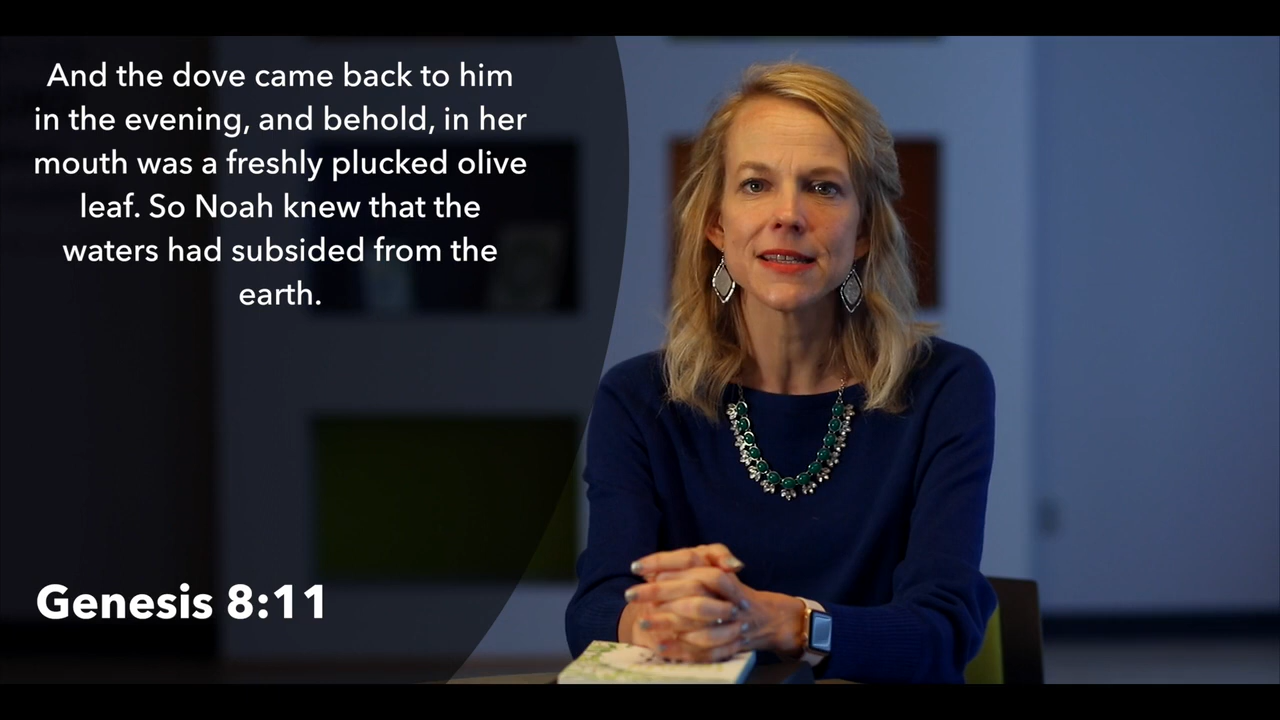 And the dove came back to him
in the evening, and behold, in her
mouth was a freshly plucked olive
leaf. So Noah knew that the
waters had subsided from the
earth.
Genesis 8:11